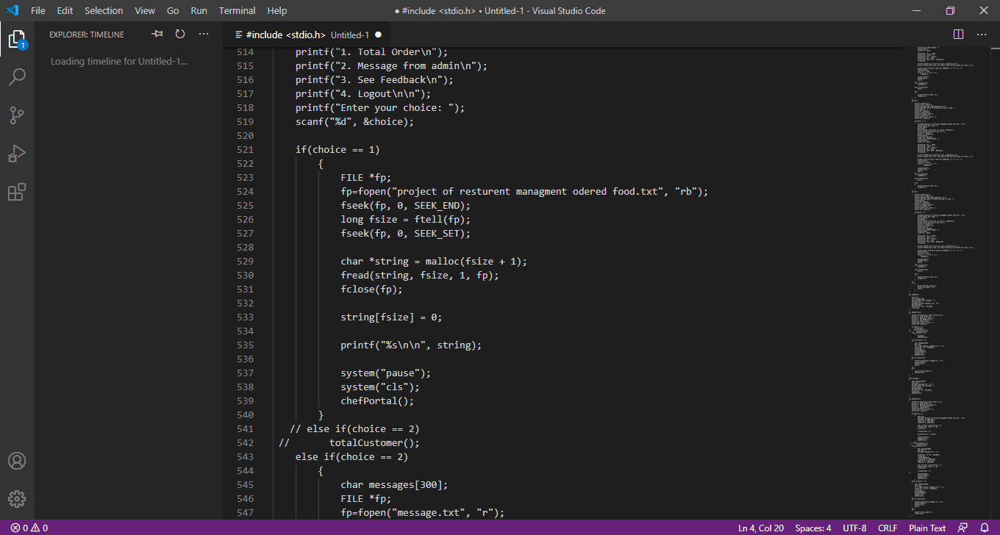 File Edit Selection View Go Run Terminal Help
● #include <stdio.h> • Untitled-1 - Visual Studio Code
EXPLORER: TIMELINE
Loading timeline for Untitled-1...
1
#include <stdio.h> Untitled-1 ●
514 printf("1. Total Order\n");
515 printf("2. Message from admin\n");
516 printf("3. See Feedback\n");
517 printf("4. Logout\n\n");
518 printf("Enter your choice: ");
519 scanf("%d", &choice);
520
521 if(choice == 1)
522 {
523 FILE *fp;
524 fp=fopen("project of resturent managment odered food.txt", "rb");
525 fseek(fp, 0, SEEK_END);
526 long fsize = ftell(fp);
527 fseek(fp, 0, SEEK_SET);
528
529 char *string = malloc(fsize + 1);
530 fread(string, fsize, 1, fp);
531 fclose(fp);
532
533 string[fsize] = 0;
534
535 printf("%s\n\n", string);
536
537 system("pause");
538 system("cls");
539 chefPortal();
540 }
541 // else if(choice == 2)
542 // totalCustomer();
543 else if(choice == 2)
544 {
545 char messages[300];
546 FILE *fp;
547 fp=fopen("message.txt", "r");
0 0
Ln 4, Col 20 Spaces: 4 UTF-8 CRLF Plain Text